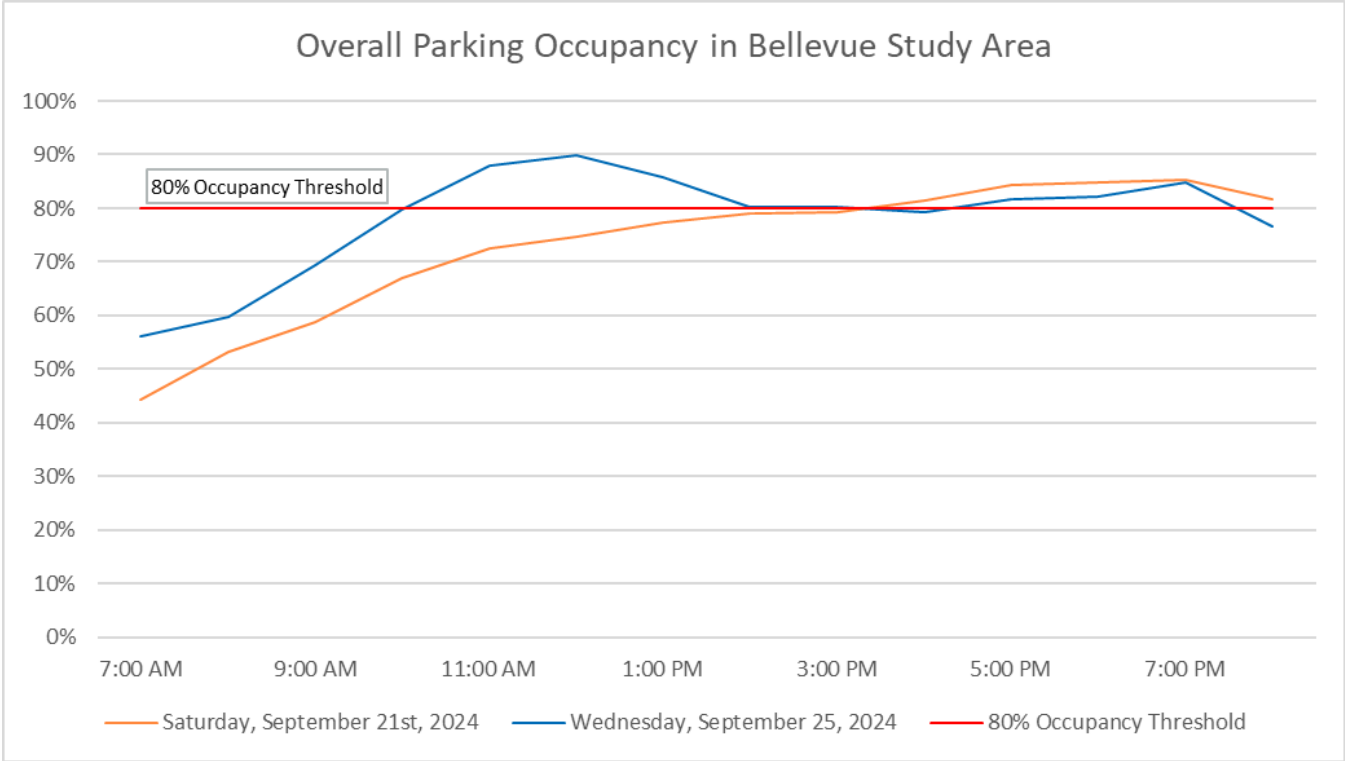 Overall Parking Occupancy in Bellevue Study Area
100%
90%
80% Occupancy Threshold
80%
70%
60%
50%
40%
30%
20%
10%
0%
7:00 AM 9:00 AM 11:00 AM 1:00 PM 3:00 PM 5:00 PM 7:00 PM
Saturday, September 21st, 2024 Wednesday, September 25, 2024 80% Occupancy Threshold